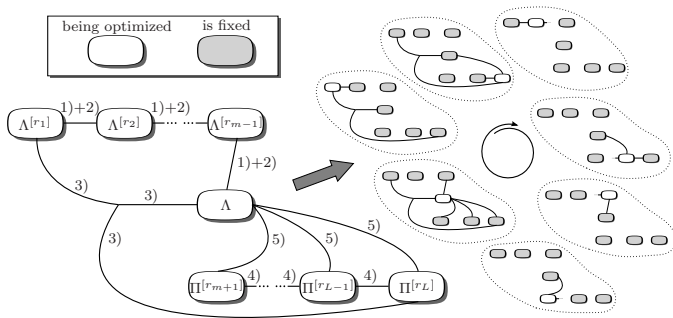 being optimized is fixed
1)+2) 1)+2)
Λ^[r_1] Λ^[r_2] ... ... Λ^[r_{m−1}]
1)+2)
3) 3) Λ
3) 5) 5) 5)
4) 4) 4)
Π^[r_{m+1}] ... ... Π^[r_{L−1}] Π^[r_L]